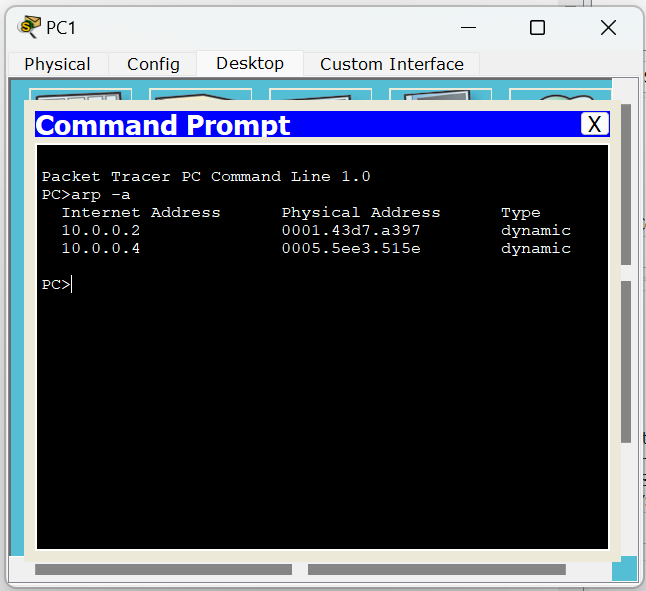 PC1
Physical Config Desktop Custom Interface
Command Prompt X
Packet Tracer PC Command Line 1.0
PC>arp -a
Internet Address Physical Address Type
10.0.0.2 0001.43d7.a397 dynamic
10.0.0.4 0005.5ee3.515e dynamic
PC>